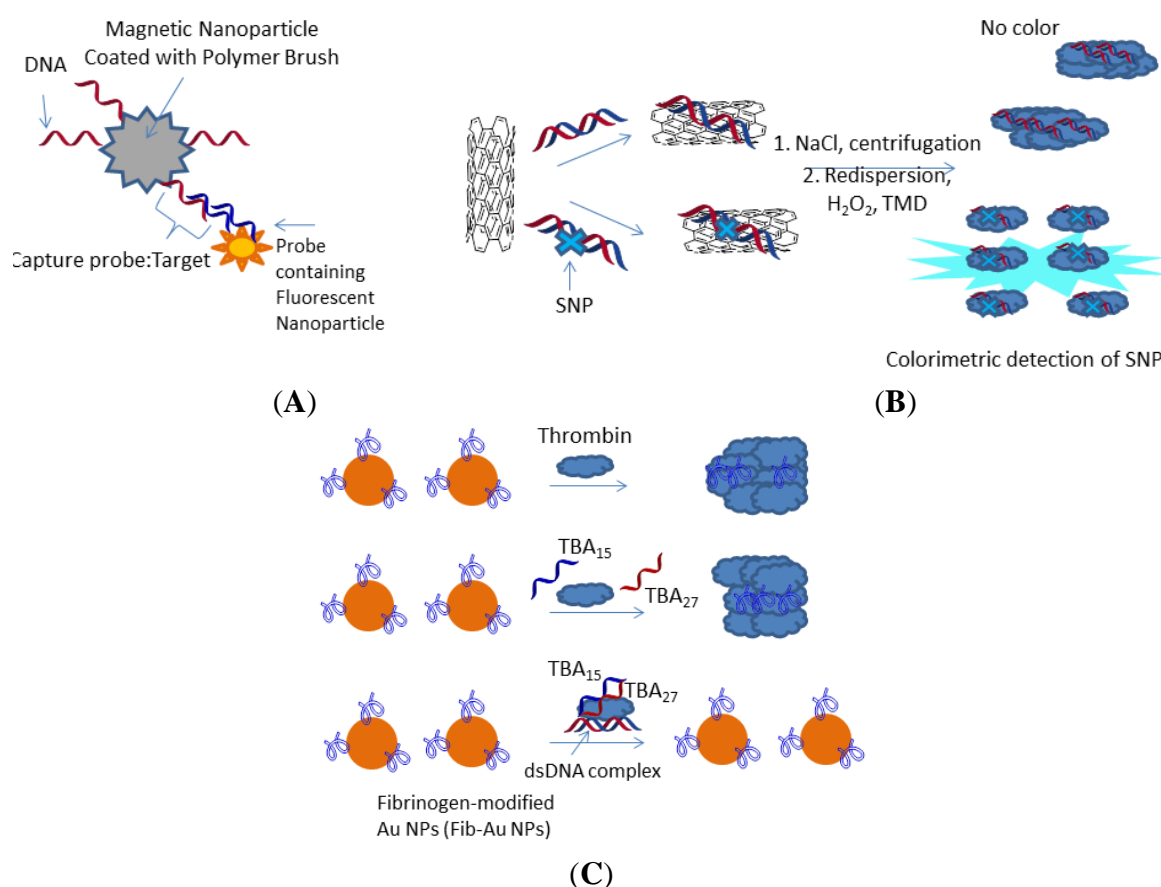 Magnetic Nanoparticle
Coated with Polymer Brush
DNA
Capture probe:Target
Probe
containing
Fluorescent
Nanoparticle
(A)
SNP
1. NaCl, centrifugation
2. Redispersion,
H₂O₂, TMD
No color
Colorimetric detection of SNP
(B)
Thrombin
TBA₁₅
TBA₂₇
TBA₁₅
TBA₂₇
dsDNA complex
Fibrinogen-modified
Au NPs (Fib-Au NPs)
(C)